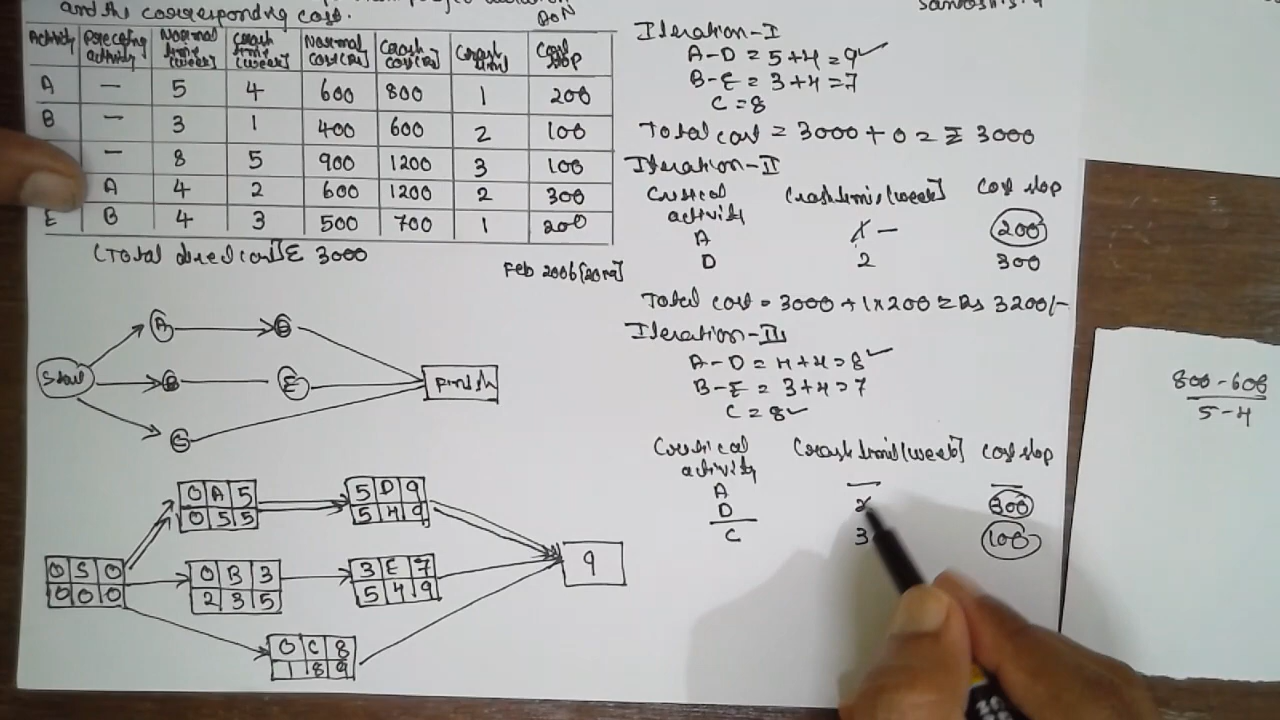 and the corresponding cost.
AON
Activity Preceding activity Normal time [week] Crash time [week] Normal cost (Rs) Crash cost (Rs) Crash limit Cost slop
A — 5 4 600 800 1 200
B — 3 1 400 600 2 100
— 8 5 900 1200 3 100
A 4 2 600 1200 2 300
E B 4 3 500 700 1 200
(Total direct cost) Σ 3000
Feb 2006 [20M]
Start A D
B E Finish
C
0 A 5 5 D 9
0 5 5 5 4 9
0 S 0 0 B 3 3 E 7 9
0 0 0 2 3 5 5 4 9
0 C 8
1 8 9
Iteration-I
A-D = 5+4 = 9 ✓
B-E = 3+4 = 7
C = 8
Total cost = 3000 + 0 = 3000
Iteration-II
Critical activity Crash limit [week] Cost slop
A 1 — 200
D 2 300
Total cost = 3000 + 1x200 = Rs 3200/-
Iteration-III
A-D = 4+4 = 8 ✓
B-E = 3+4 = 7
C = 8 ✓
Critical activity Crash limit [week] cost slop
A — —
D 2 300
C 3 100
800-600
5-4